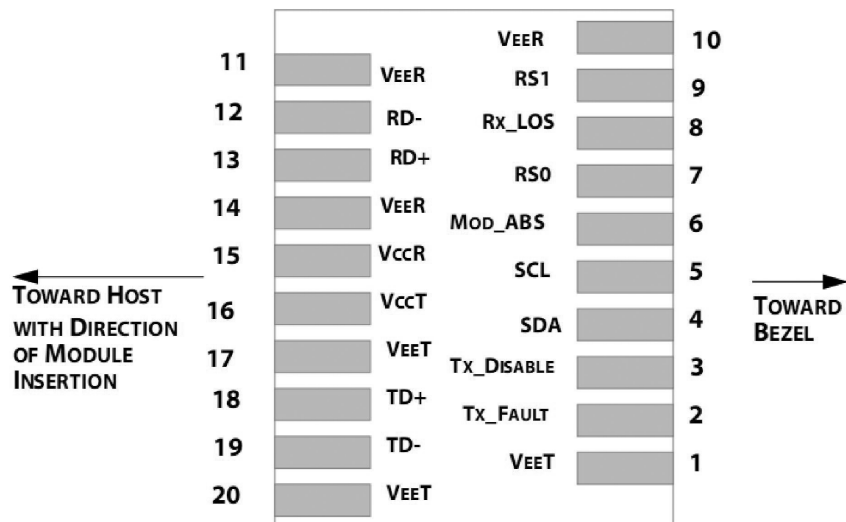 VEER 10
11 VEER
RS1 9
12 RD-
RX_LOS 8
13 RD+
RS0 7
14 VEER
MOD_ABS 6
15 VCCR
SCL 5
TOWARD HOST
WITH DIRECTION
OF MODULE
INSERTION
16 VCCT
SDA 4
TOWARD
BEZEL
17 VEET
TX_DISABLE 3
18 TD+
TX_FAULT 2
19 TD-
VEET 1
20 VEET